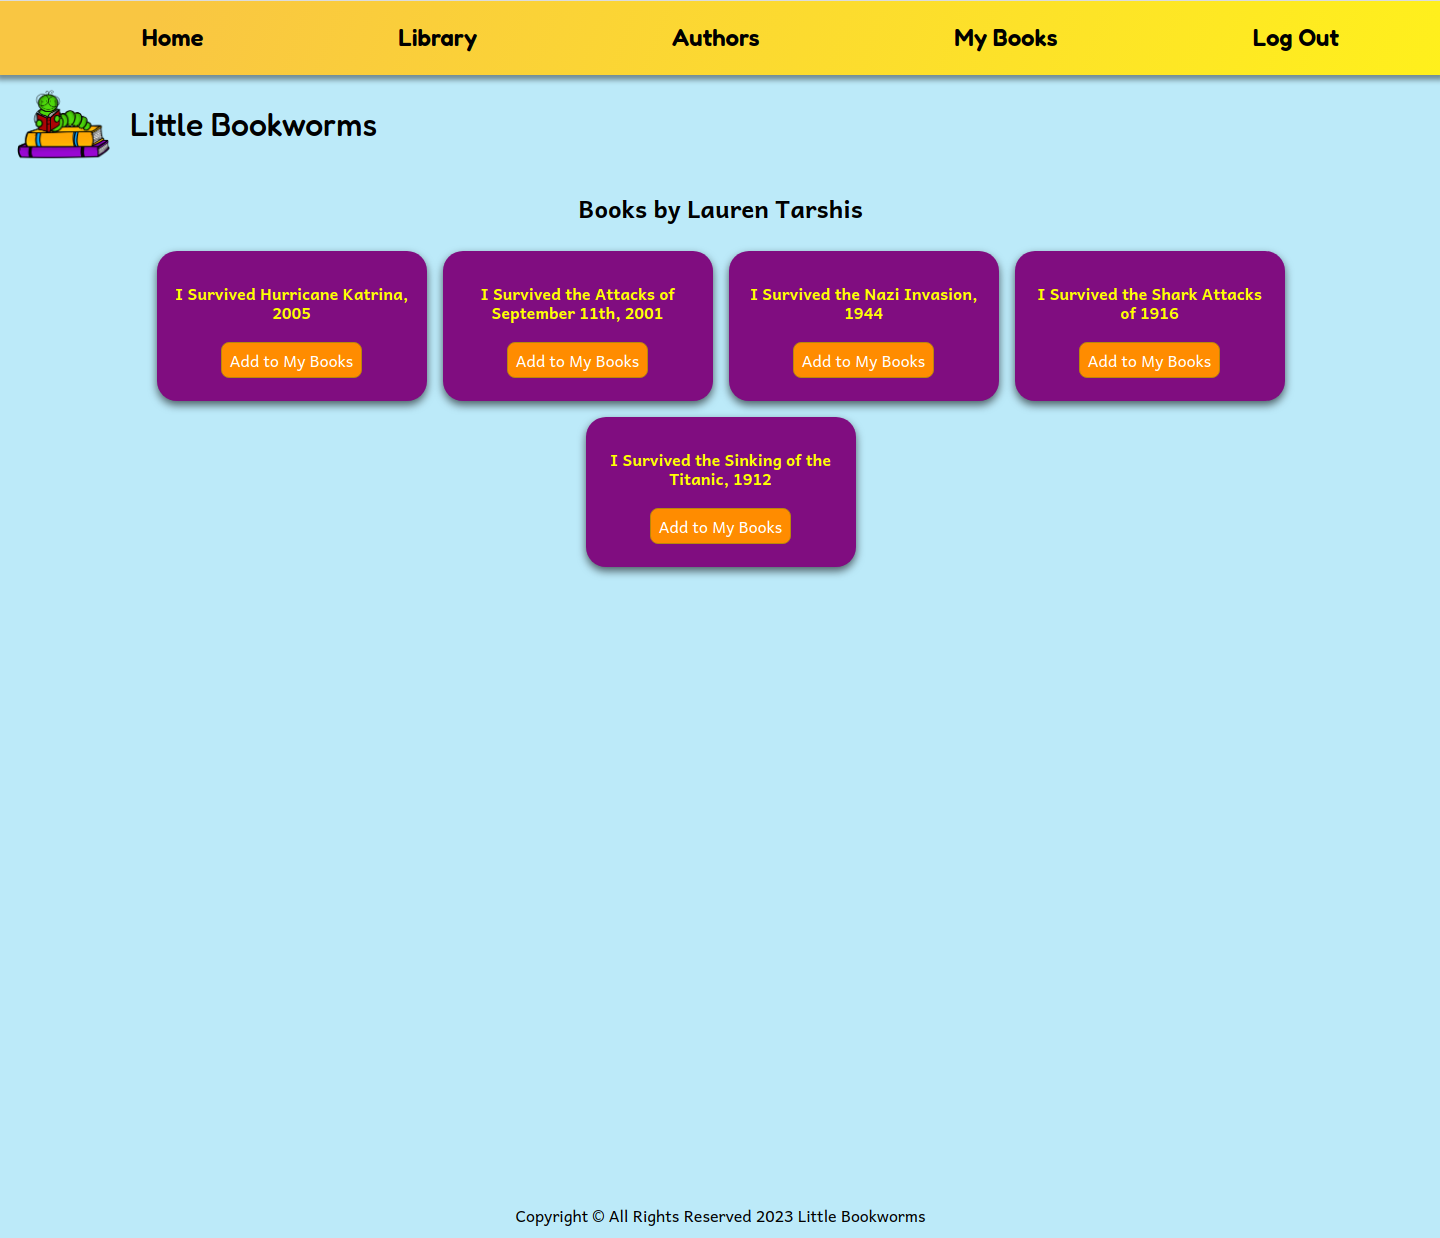 Home Library Authors My Books Log Out
Little Bookworms
Books by Lauren Tarshis
I Survived Hurricane Katrina,
2005
Add to My Books
I Survived the Attacks of
September 11th, 2001
Add to My Books
I Survived the Nazi Invasion,
1944
Add to My Books
I Survived the Shark Attacks
of 1916
Add to My Books
I Survived the Sinking of the
Titanic, 1912
Add to My Books
Copyright © All Rights Reserved 2023 Little Bookworms